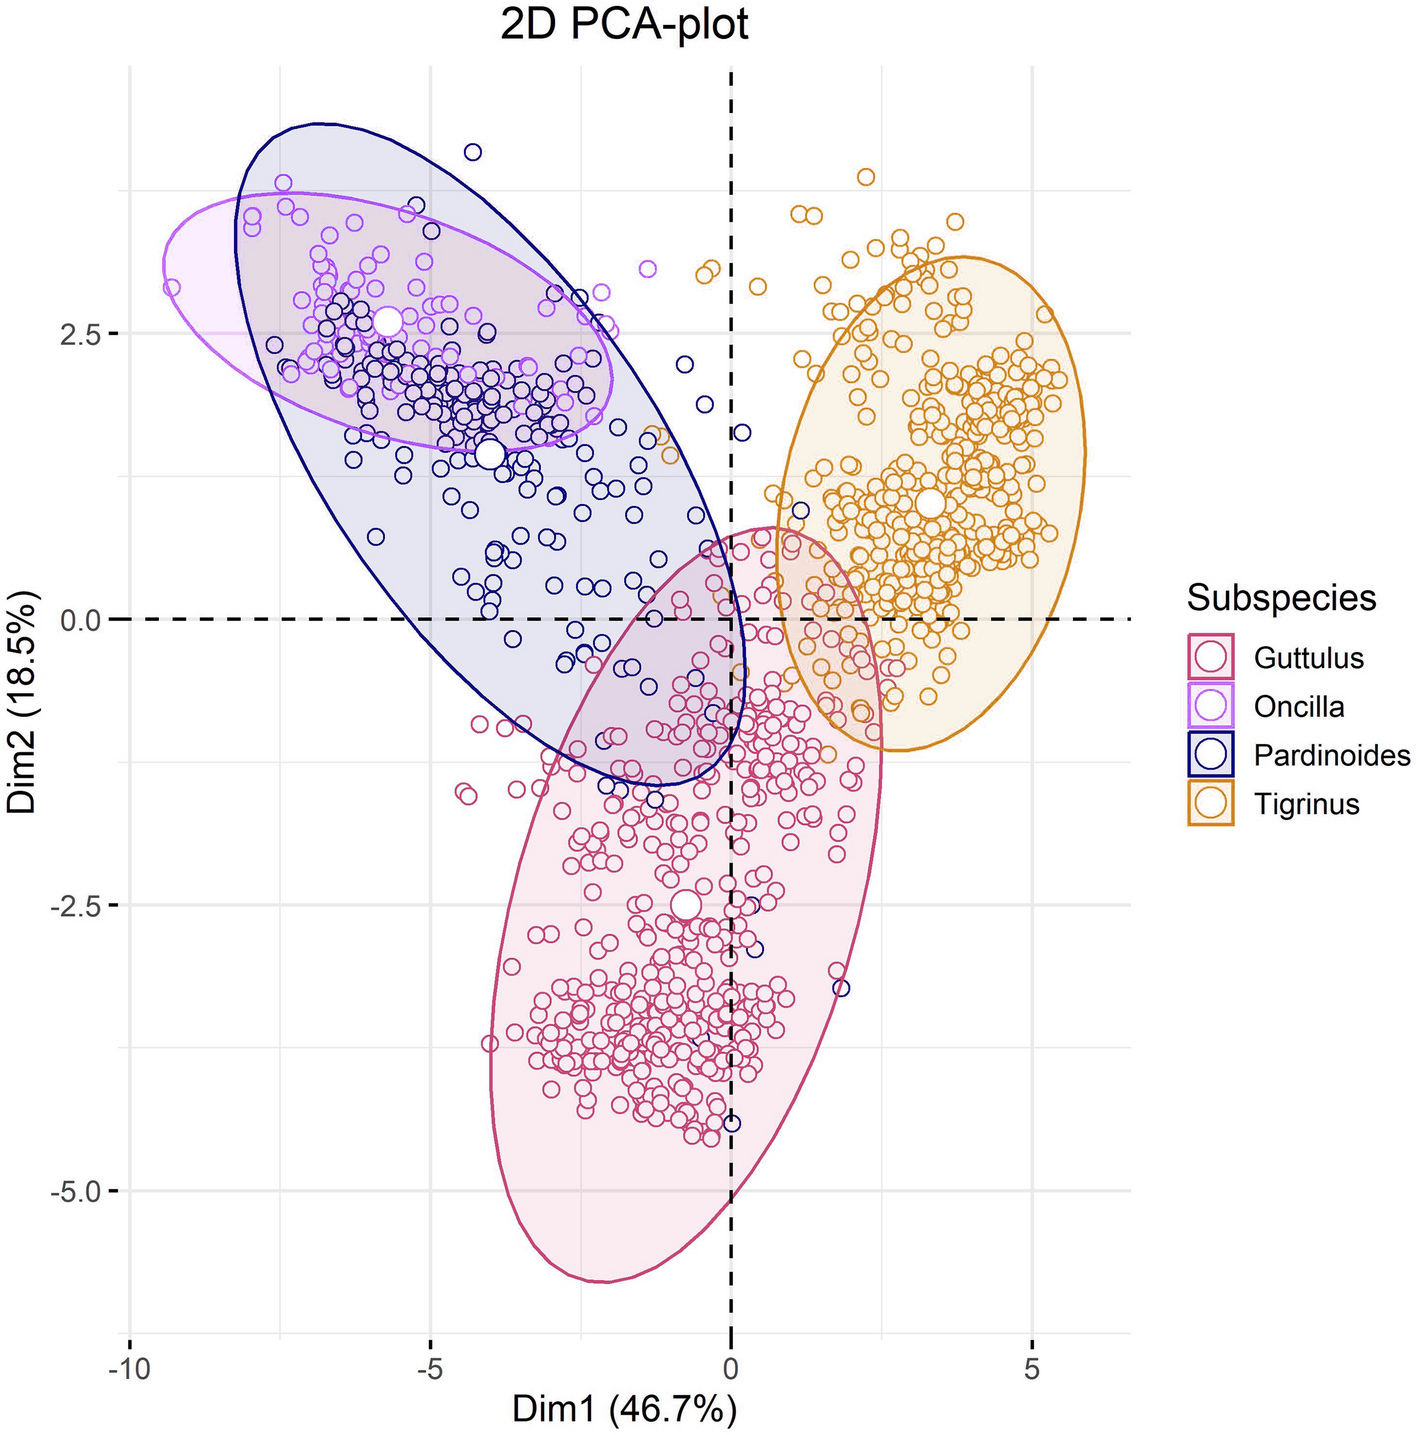 2D PCA-plot
Dim2 (18.5%)
2.5
0.0
-2.5
-5.0
-10
-5
0
5
Dim1 (46.7%)
Subspecies
Guttulus
Oncilla
Pardinoides
Tigrinus